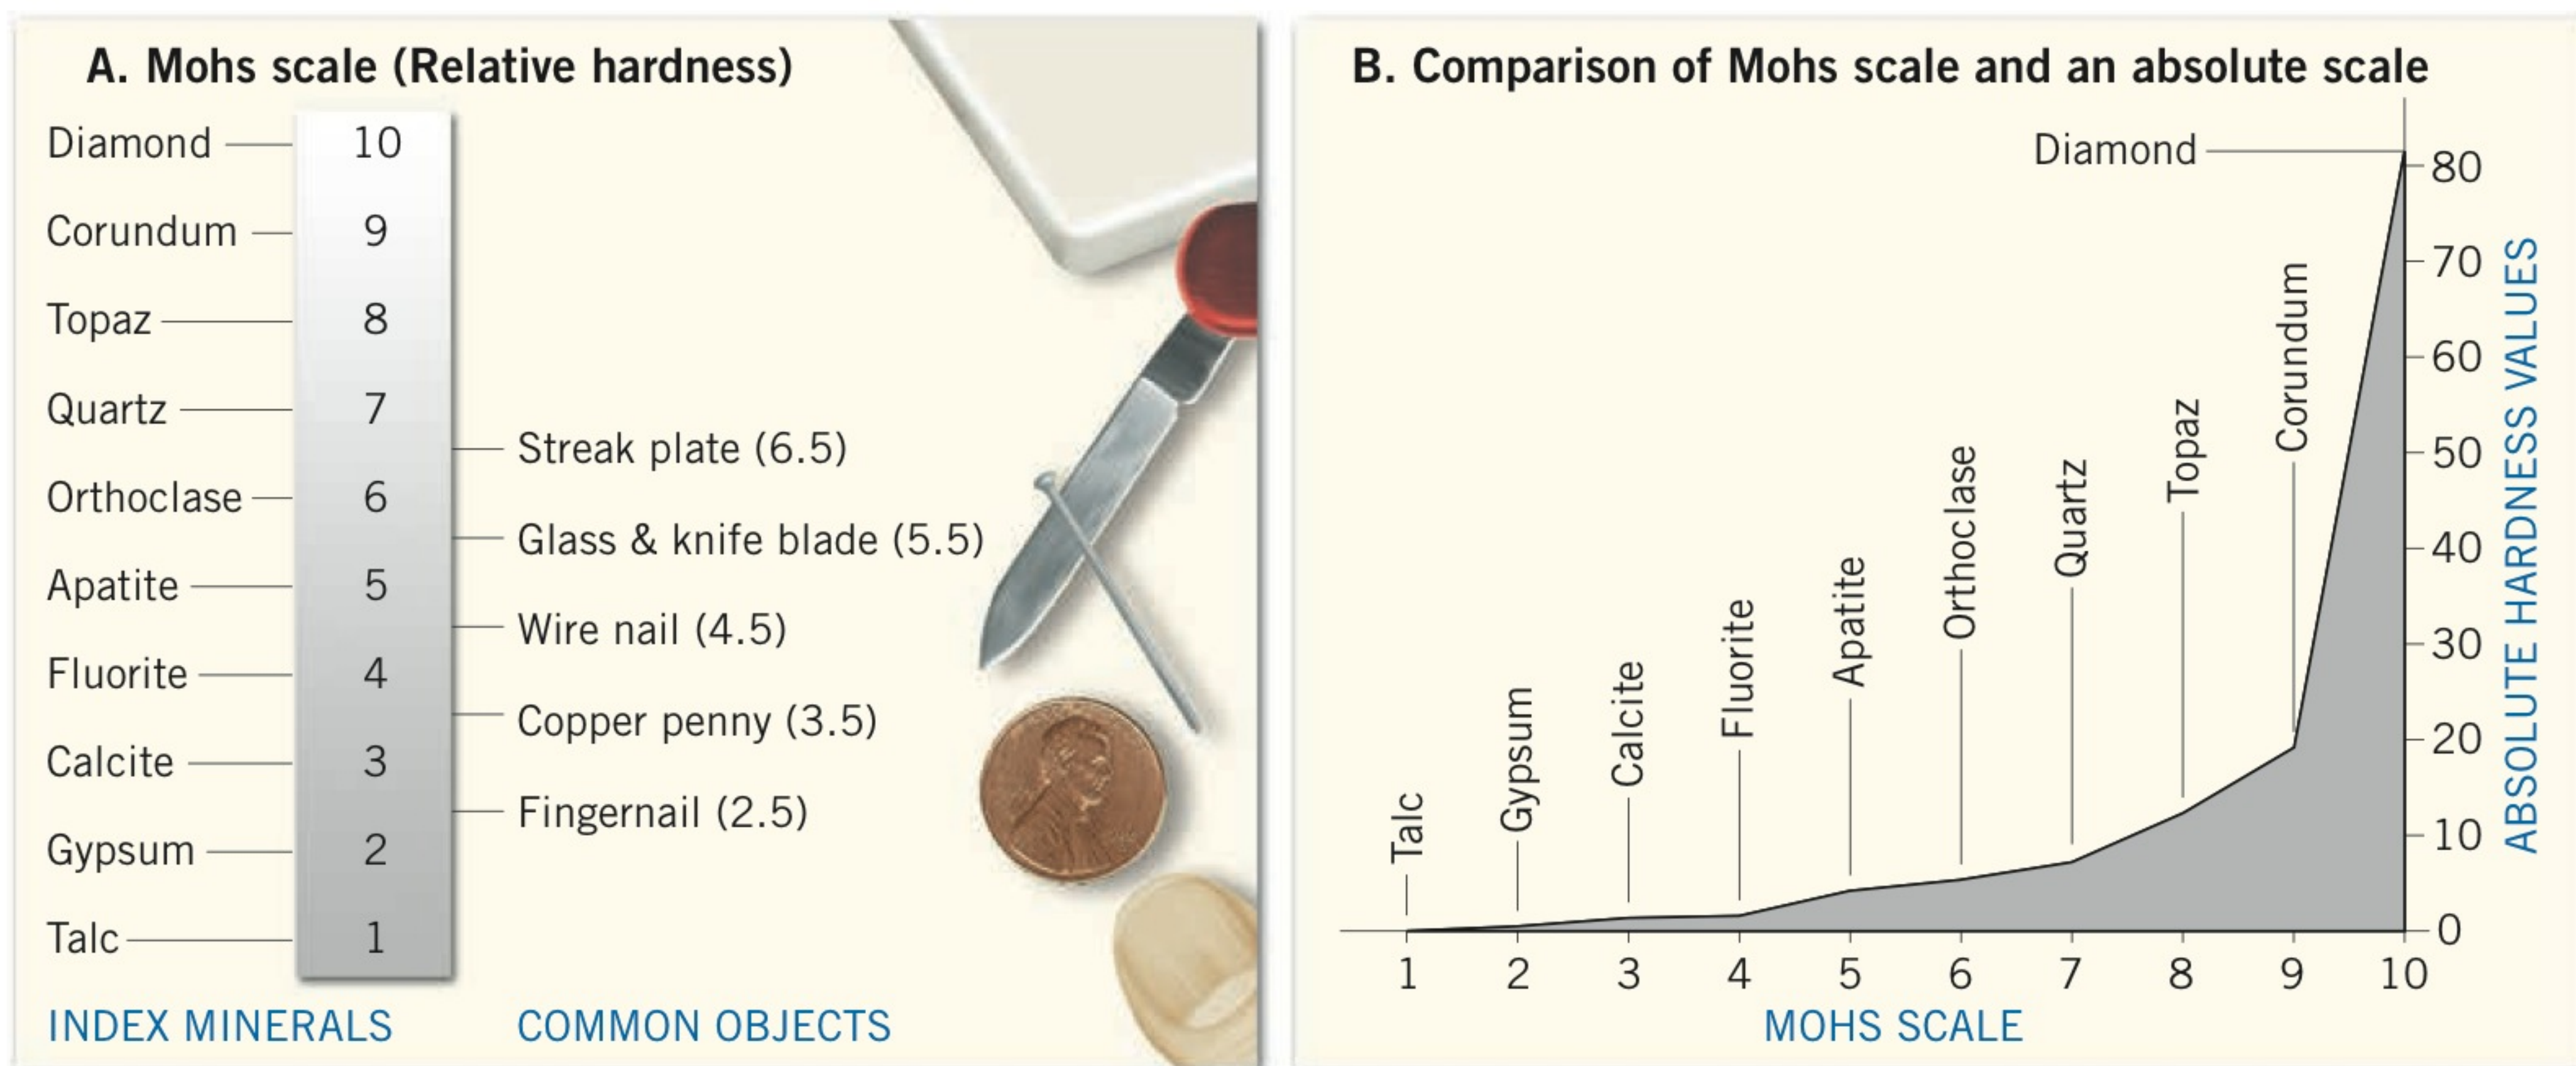 A. Mohs scale (Relative hardness)
Diamond
10
Corundum
9
Topaz
8
Quartz
7
Streak plate (6.5)
Orthoclase
6
Glass & knife blade (5.5)
Apatite
5
Wire nail (4.5)
Fluorite
4
Copper penny (3.5)
Calcite
3
Fingernail (2.5)
Gypsum
2
Talc
1
INDEX MINERALS
COMMON OBJECTS
B. Comparison of Mohs scale and an absolute scale
Diamond
Talc
Gypsum
Calcite
Fluorite
Apatite
Orthoclase
Quartz
Topaz
Corundum
80
70
60
50
40
30
20
10
0
ABSOLUTE HARDNESS VALUES
1 2 3 4 5 6 7 8 9 10
MOHS SCALE